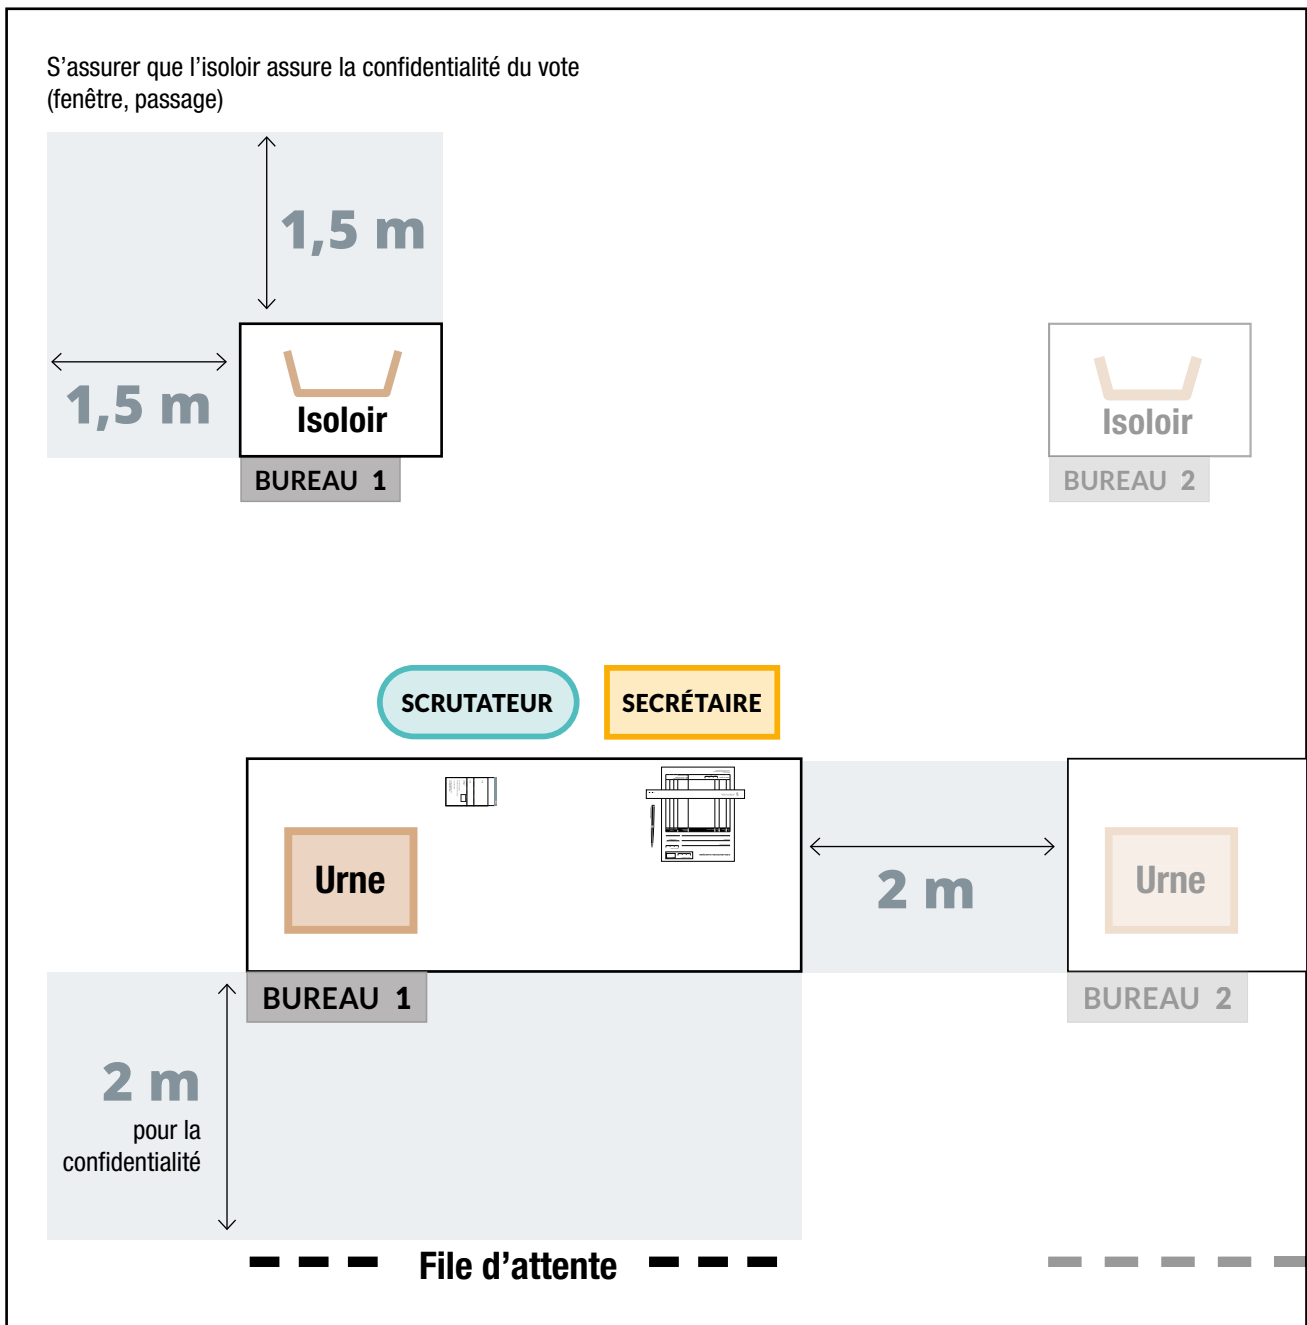 S’assurer que l’isoloir assure la confidentialité du vote
(fenêtre, passage)
1,5 m
1,5 m
Isoloir
BUREAU 1
Isoloir
BUREAU 2
SCRUTATEUR
SECRÉTAIRE
Urne
BUREAU 1
2 m
Urne
BUREAU 2
2 m
pour la
confidentialité
File d’attente